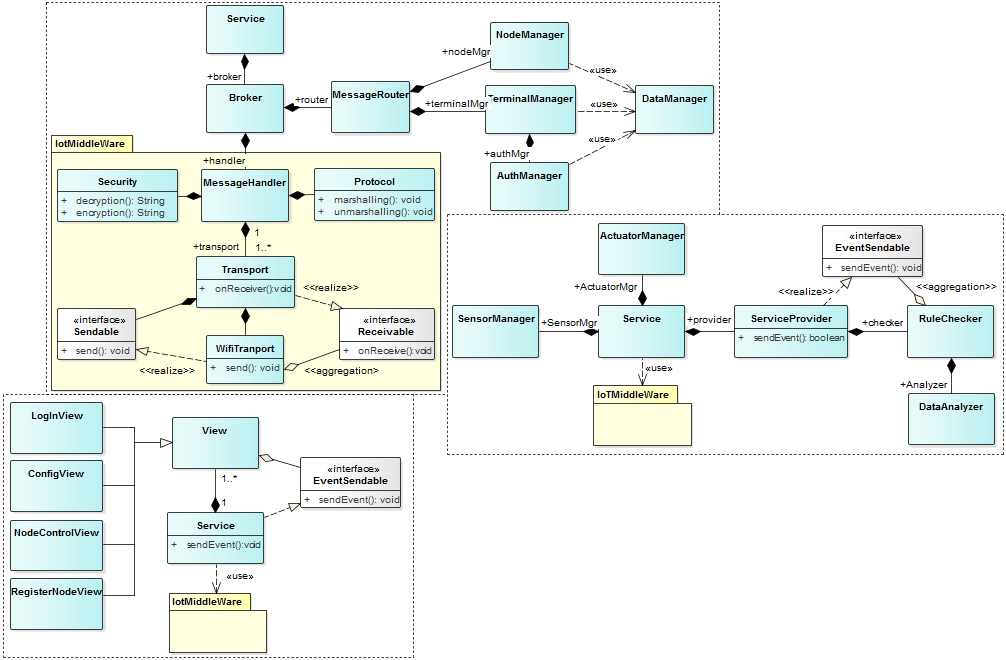 Service
+broker
Broker
+router
MessageRouter
+nodeMgr
NodeManager
«use»
+terminalMgr
TerminalManager
«use»
DataManager
«use»
+authMgr
AuthManager
IotMiddleWare
+handler
Security
+ decryption(): String
+ encryption(): String
MessageHandler
Protocol
+ marshalling(): void
+ unmarshalling(): void
1
+transport
1..*
Transport
+ onReceiver():void
<<realize>>
«interface»
Sendable
+ send(): void
«interface»
Receivable
+ onReceive():void
WifiTranport
+ send(): void
<<realize>>
<<aggregation>
ActuatorManager
+ActuatorMgr
SensorManager
+SensorMgr
Service
+provider
ServiceProvider
+ sendEvent(): boolean
«interface»
EventSendable
+ sendEvent(): void
<<realize>>
<<aggregation>>
+checker
RuleChecker
«use»
IoTMiddleWare
+Analyzer
DataAnalyzer
LogInView
ConfigView
NodeControlView
RegisterNodeView
View
1..*
1
«interface»
EventSendable
+ sendEvent(): void
Service
+ sendEvent():void
«use»
IotMiddleWare